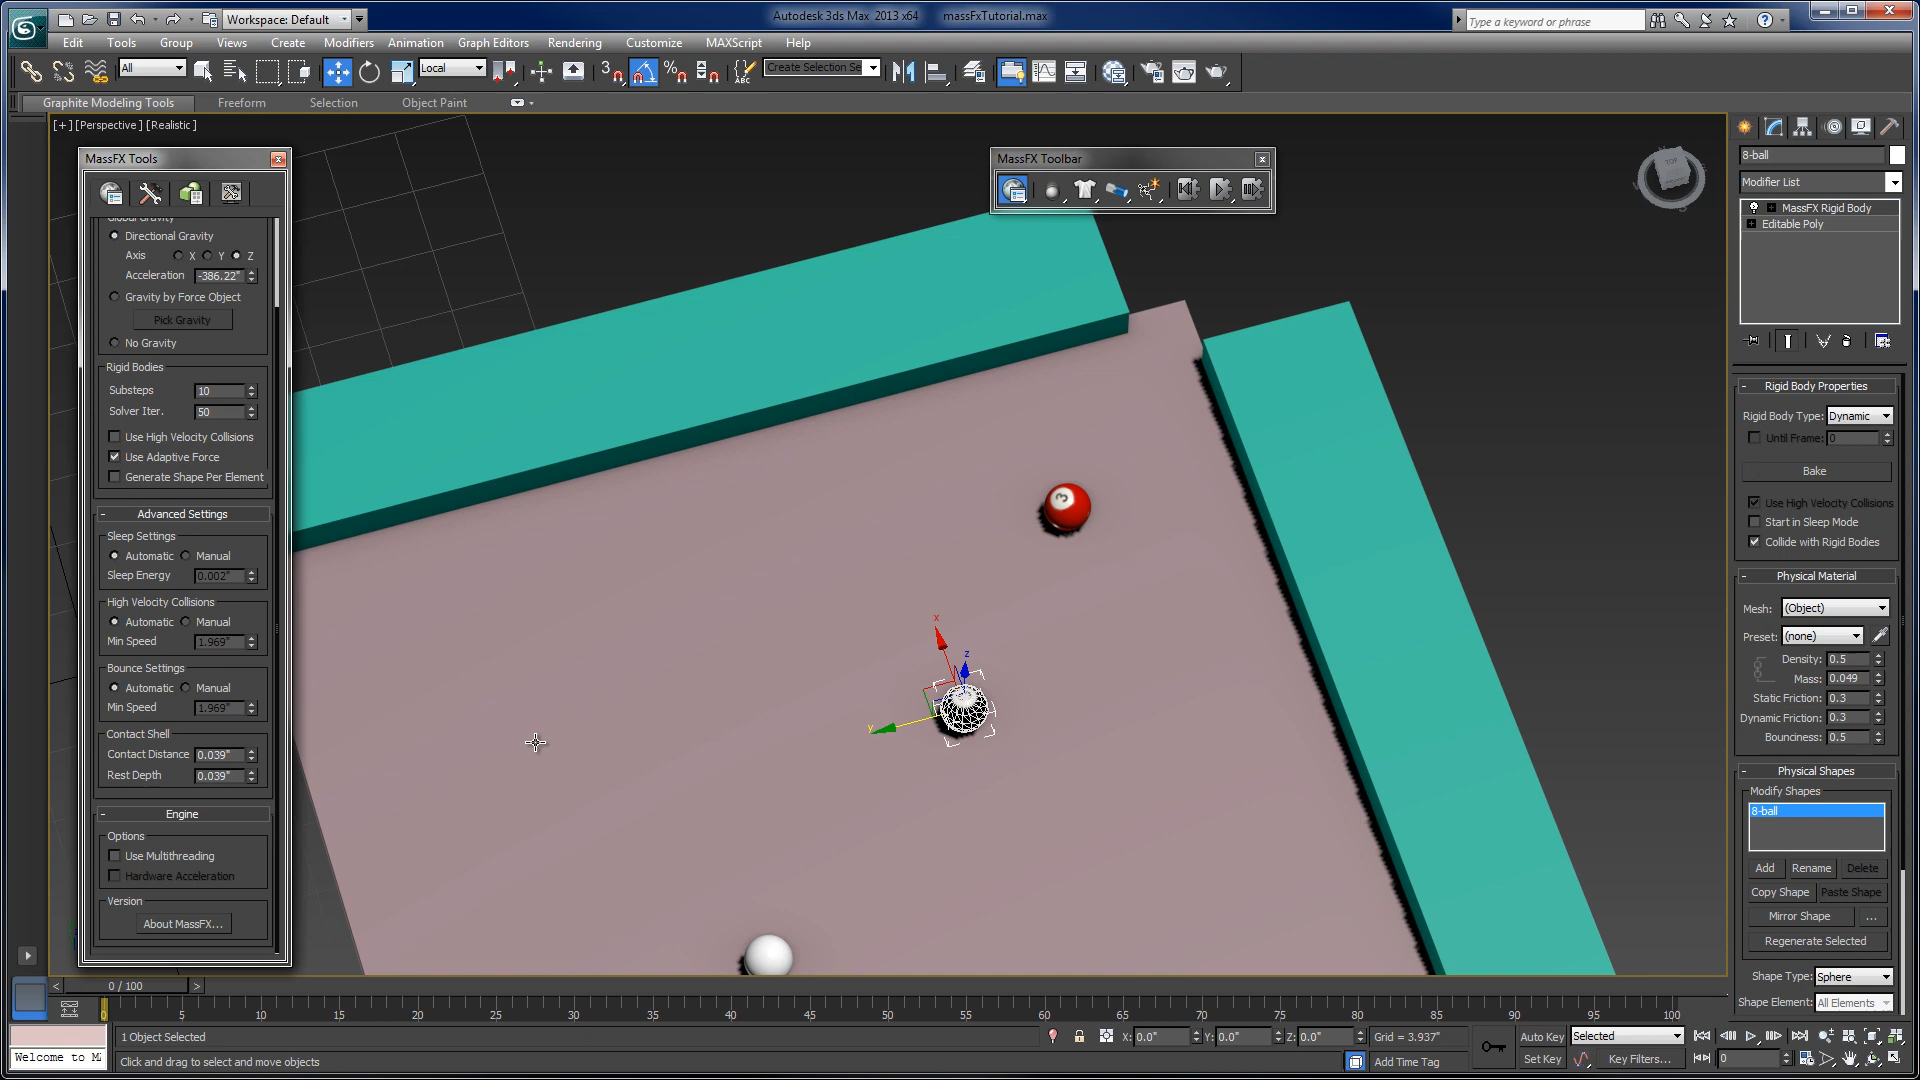 Workspace: Default
Autodesk 3ds Max 2013 x64 massFxTutorial.max
Type a keyword or phrase
Edit Tools Group Views Create Modifiers Animation Graph Editors Rendering Customize MAXScript Help
All
Local
3
%
ABC
Create Selection Se
Graphite Modeling Tools Freeform Selection Object Paint
[+] [Perspective] [Realistic]
MassFX Tools
Global Gravity
Directional Gravity
Axis X Y Z
Acceleration -386.22"
Gravity by Force Object
Pick Gravity
No Gravity
Rigid Bodies
Substeps 10
Solver Iter. 50
Use High Velocity Collisions
Use Adaptive Force
Generate Shape Per Element
- Advanced Settings
Sleep Settings
Automatic Manual
Sleep Energy 0.002"
High Velocity Collisions
Automatic Manual
Min Speed 1.969"
Bounce Settings
Automatic Manual
Min Speed 1.969"
Contact Shell
Contact Distance 0.039"
Rest Depth 0.039"
- Engine
Options
Use Multithreading
Hardware Acceleration
Version
About MassFX...
MassFX Toolbar
TOP
3
x
z
y
8-ball
Modifier List
MassFX Rigid Body
Editable Poly
- Rigid Body Properties
Rigid Body Type: Dynamic
Until Frame: 0
Bake
Use High Velocity Collisions
Start in Sleep Mode
Collide with Rigid Bodies
- Physical Material
Mesh: (Object)
Preset: (none)
Density: 0.5
Mass: 0.049
Static Friction: 0.3
Dynamic Friction: 0.3
Bounciness: 0.5
- Physical Shapes
Modify Shapes
8-ball
Add Rename Delete
Copy Shape Paste Shape
Mirror Shape ...
Regenerate Selected
Shape Type: Sphere
Shape Element: All Elements
< 0 / 100 >
0 5 10 15 20 25 30 35 40 45 50 55 60 65 70 75 80 85 90 95 100
1 Object Selected
X: 0.0" Y: 0.0" Z: 0.0" Grid = 3.937"
Auto Key Selected
Welcome to M
Click and drag to select and move objects
Add Time Tag
Set Key Key Filters... 0